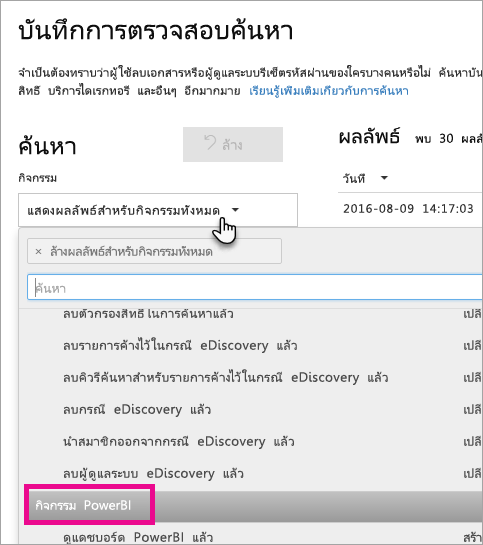 บันทึกการตรวจสอบค้นหา
จำเป็นต้องทราบว่าผู้ใช้ลบเอกสารหรือผู้ดูแลระบบรีเซ็ตรหัสผ่านของใครบางคนหรือไม่ ค้นหาบัน
สิทธิ์ บริการไดเรกทอรี และอื่นๆ อีกมากมาย เรียนรู้เพิ่มเติมเกี่ยวกับการค้นหา
ค้นหา
ล้าง
ผลลัพธ์ พบ 30 ผลลั
กิจกรรม
วันที่
แสดงผลลัพธ์สำหรับกิจกรรมทั้งหมด
2016-08-09 14:17:03
× ล้างผลลัพธ์สำหรับกิจกรรมทั้งหมด
ค้นหา
ลบตัวกรองสิทธิ์ในการค้นหาแล้ว เปลี
ลบรายการค้างไว้ในกรณี eDiscovery แล้ว เปลี
ลบคิวรีค้นหาสำหรับรายการค้างไว้ในกรณี eDiscovery แล้ว เปลี
ลบกรณี eDiscovery แล้ว เปลี
นำสมาชิกออกจากกรณี eDiscovery แล้ว เปลี
ลบผู้ดูแลระบบ eDiscovery แล้ว เปลี
กิจกรรม PowerBI
ดูแดชบอร์ด PowerBI แล้ว สร้า